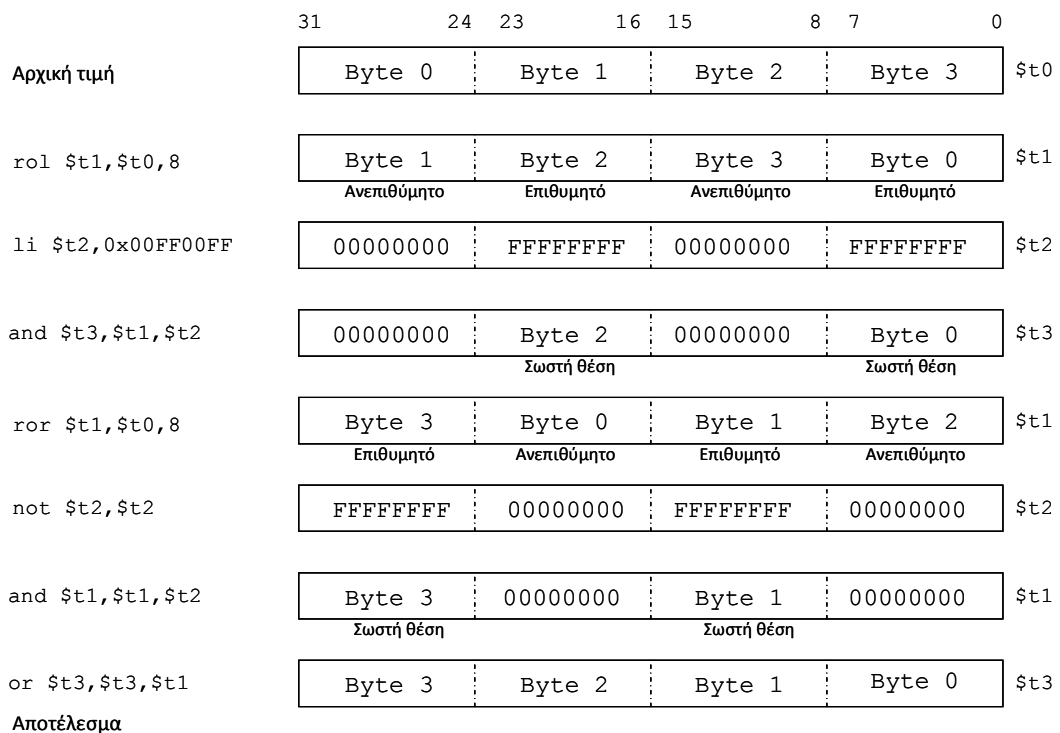 31 24 23 16 15 8 7 0
Αρχική τιμή Byte 0 Byte 1 Byte 2 Byte 3 $t0
rol $t1,$t0,8 Byte 1 Byte 2 Byte 3 Byte 0 $t1
Ανεπιθύμητο Επιθυμητό Ανεπιθύμητο Επιθυμητό
li $t2,0x00FF00FF 00000000 FFFFFFFF 00000000 FFFFFFFF $t2
and $t3,$t1,$t2 00000000 Byte 2 00000000 Byte 0 $t3
Σωστή θέση Σωστή θέση
ror $t1,$t0,8 Byte 3 Byte 0 Byte 1 Byte 2 $t1
Επιθυμητό Ανεπιθύμητο Επιθυμητό Ανεπιθύμητο
not $t2,$t2 FFFFFFFF 00000000 FFFFFFFF 00000000 $t2
and $t1,$t1,$t2 Byte 3 00000000 Byte 1 00000000 $t1
Σωστή θέση Σωστή θέση
or $t3,$t3,$t1 Byte 3 Byte 2 Byte 1 Byte 0 $t3
Αποτέλεσμα